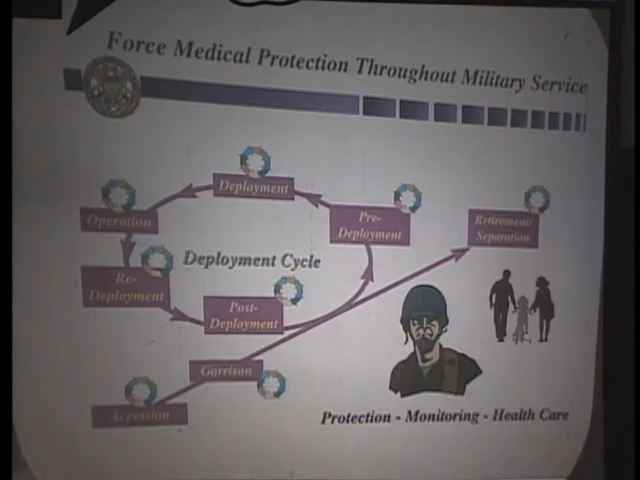 Force Medical Protection Throughout Military Service
Deployment
Operation
Pre-
Deployment
Retirement/
Separation
Deployment Cycle
Re-
Deployment
Post-
Deployment
Garrison
Accession
Protection - Monitoring - Health Care